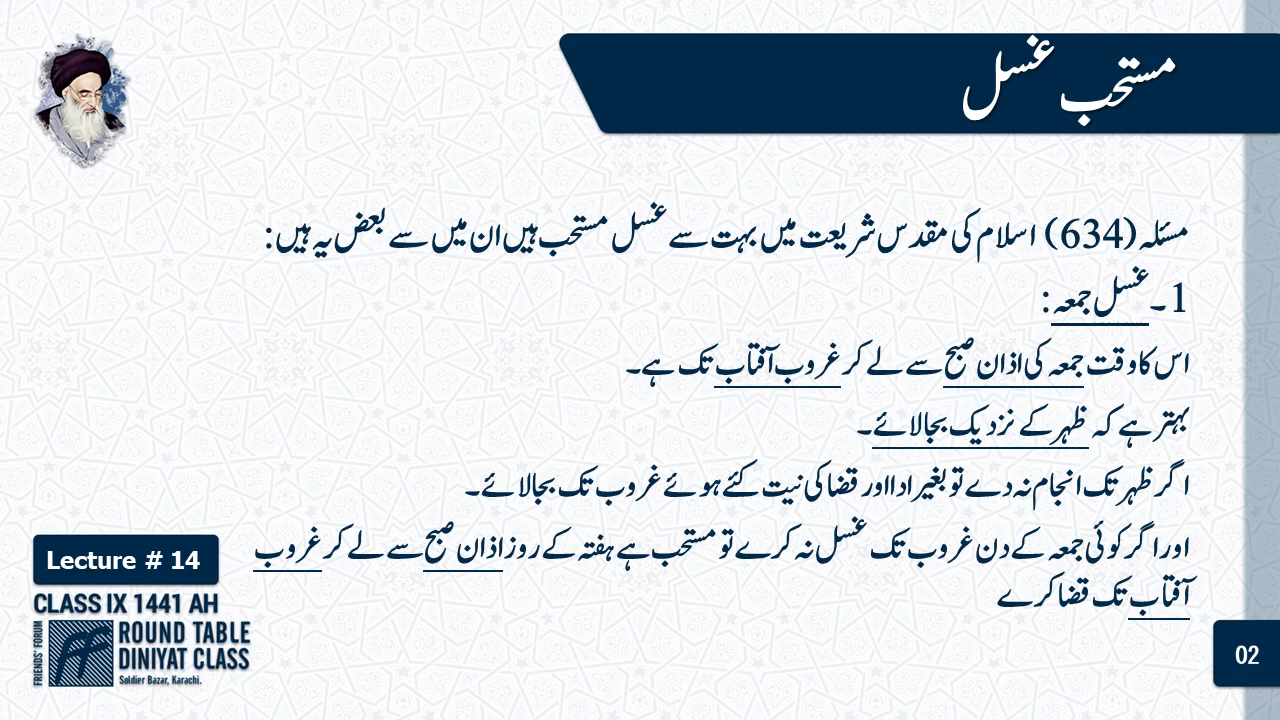 مستحب غسل
مسئلہ (634) اسلام کی مقدس شریعت میں بہت سے غسل مستحب ہیں ان میں سے بعض یہ ہیں:
1۔ غسل جمعہ:
اس کا وقت جمعہ کی اذان صبح سے لے کر غروب آفتاب تک ہے۔
بہتر ہے کہ ظہر کے نزدیک بجالائے۔
اگر ظہر تک انجام نہ دے تو بغیر ادا اور قضا کی نیت کئے ہوئے غروب تک بجالائے۔
اور اگر کوئی جمعہ کے دن غروب تک غسل نہ کرے تو مستحب ہے ہفتہ کے روز اذان صبح سے لے کر غروب
آفتاب تک قضا کرے
Lecture # 14
CLASS IX 1441 AH
FRIENDS' FORUM
ROUND TABLE
DINIYAT CLASS
Soldier Bazar, Karachi.
02